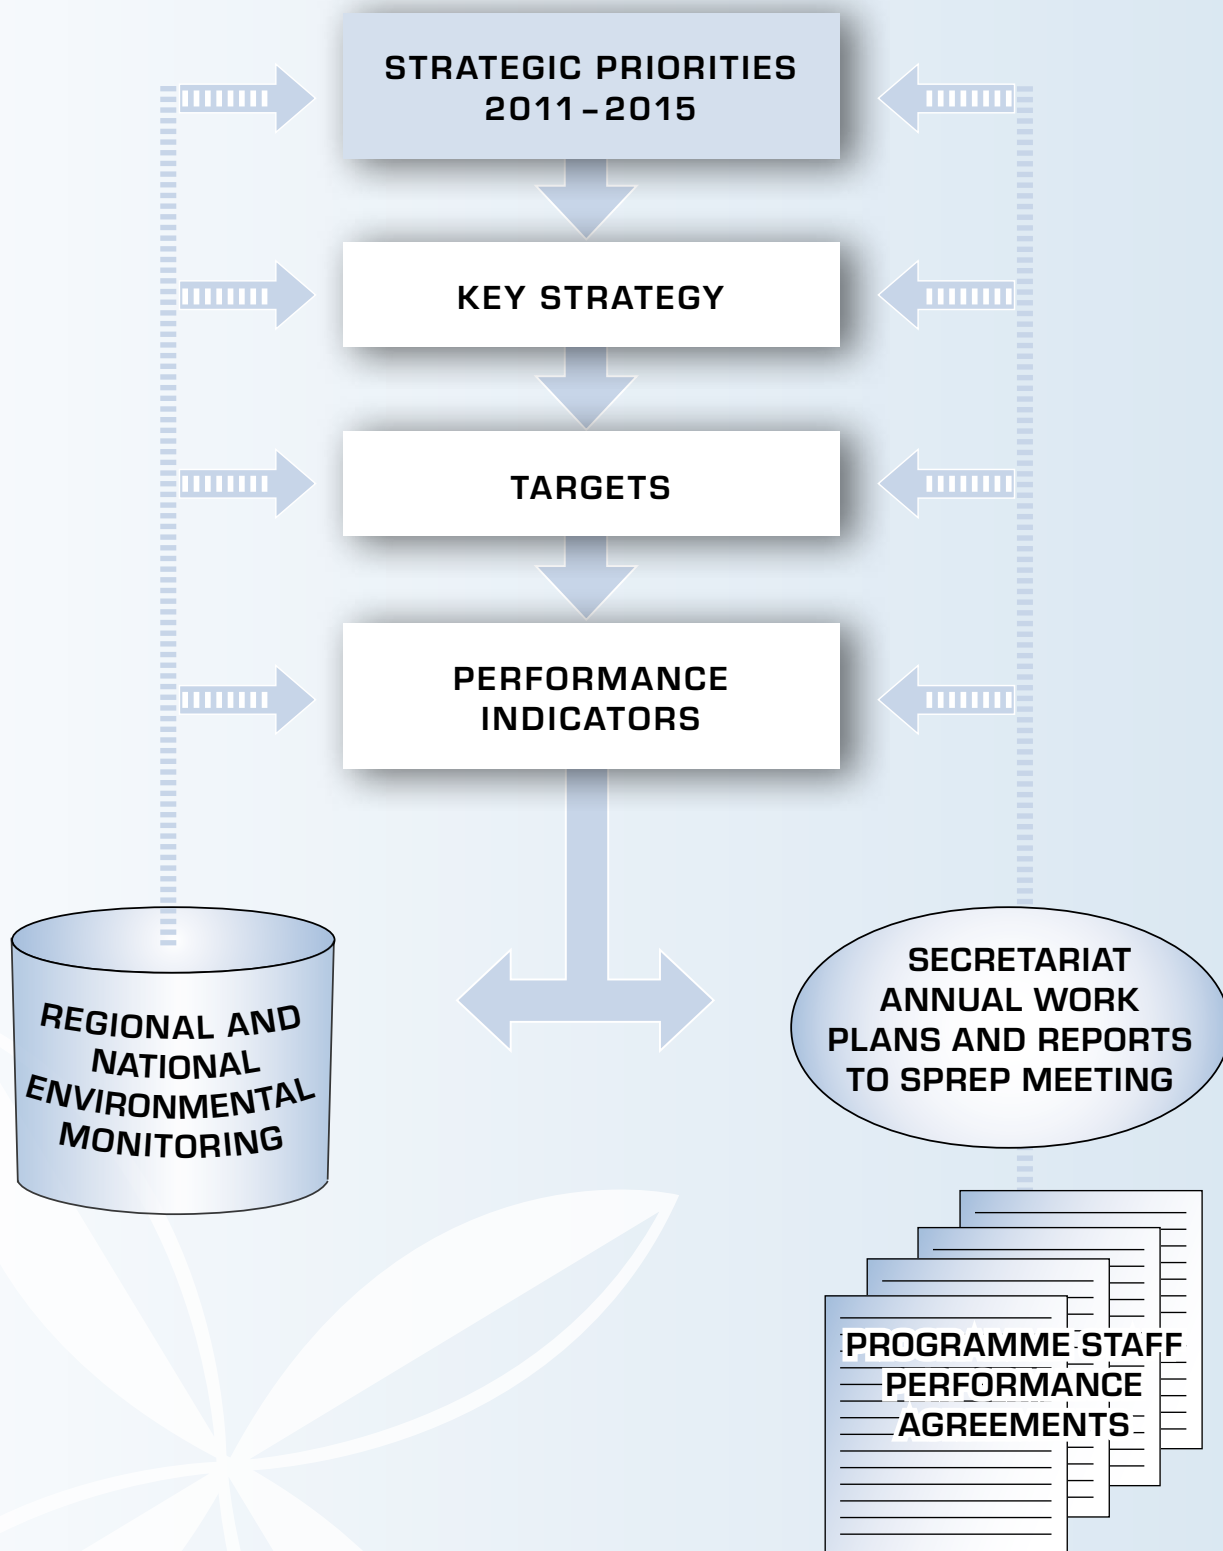 STRATEGIC PRIORITIES
2011–2015
KEY STRATEGY
TARGETS
PERFORMANCE
INDICATORS
REGIONAL AND
NATIONAL
ENVIRONMENTAL
MONITORING
SECRETARIAT
ANNUAL WORK
PLANS AND REPORTS
TO SPREP MEETING
PROGRAMME STAFF
PERFORMANCE
AGREEMENTS